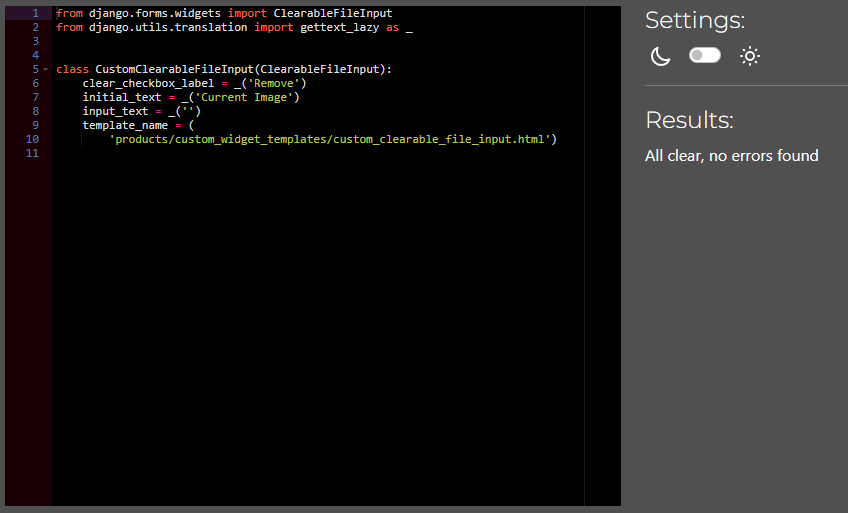 1 from django.forms.widgets import ClearableFileInput
2 from django.utils.translation import gettext_lazy as _
3
4
5 class CustomClearableFileInput(ClearableFileInput):
6     clear_checkbox_label = _('Remove')
7     initial_text = _('Current Image')
8     input_text = _('')
9     template_name = (
10         'products/custom_widget_templates/custom_clearable_file_input.html')
11
Settings:
Results:
All clear, no errors found